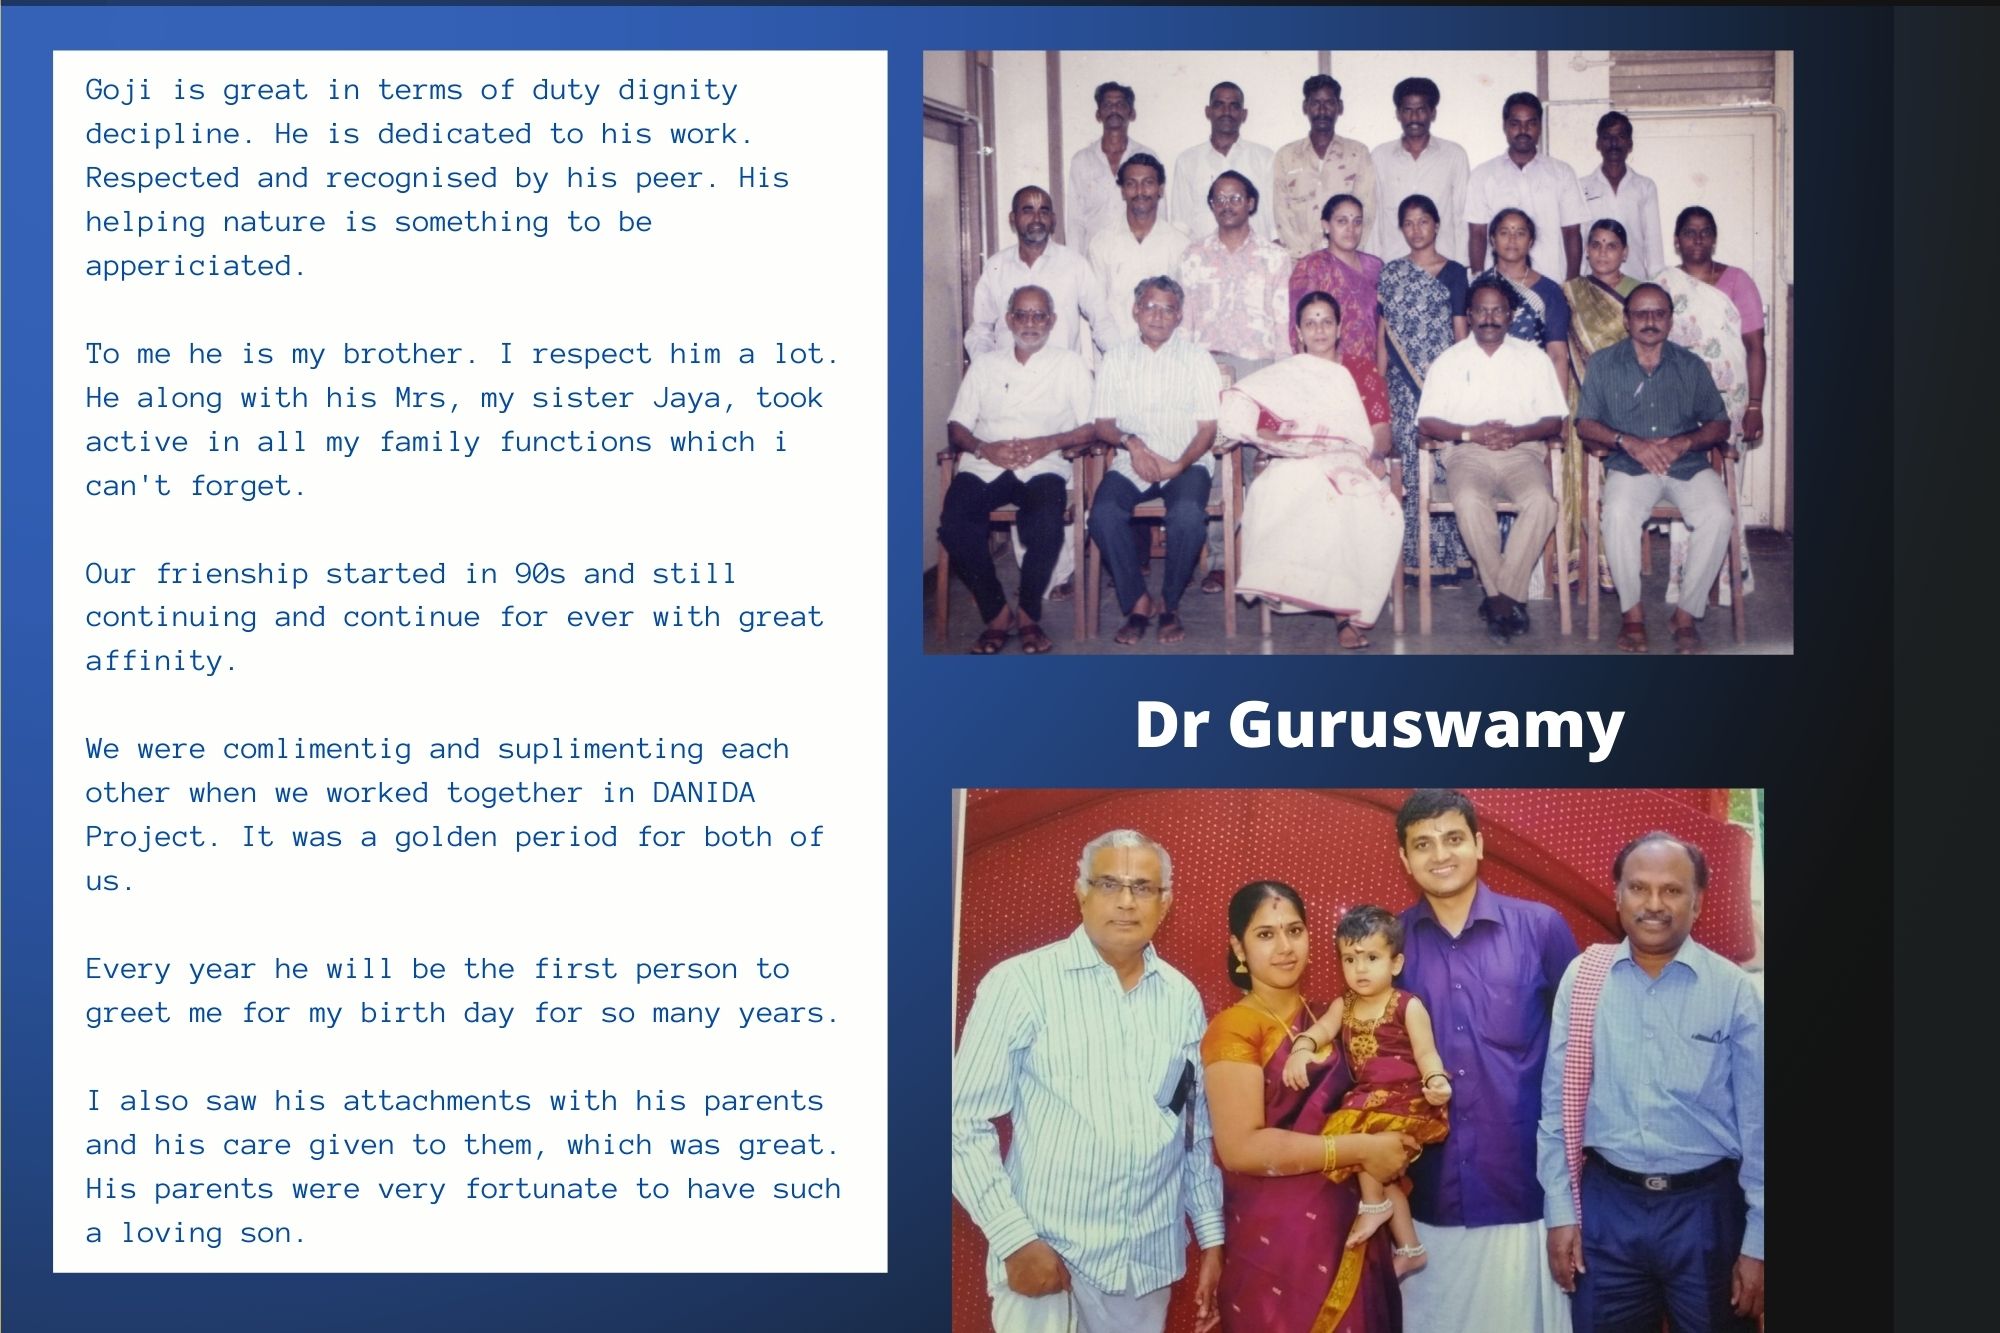 Goji is great in terms of duty dignity
decipline. He is dedicated to his work.
Respected and recognised by his peer. His
helping nature is something to be
appericiated.
To me he is my brother. I respect him a lot.
He along with his Mrs, my sister Jaya, took
active in all my family functions which i
can't forget.
Our frienship started in 90s and still
continuing and continue for ever with great
affinity.
We were comlimentig and suplimenting each
other when we worked together in DANIDA
Project. It was a golden period for both of
us.
Every year he will be the first person to
greet me for my birth day for so many years.
I also saw his attachments with his parents
and his care given to them, which was great.
His parents were very fortunate to have such
a loving son.
Dr Guruswamy